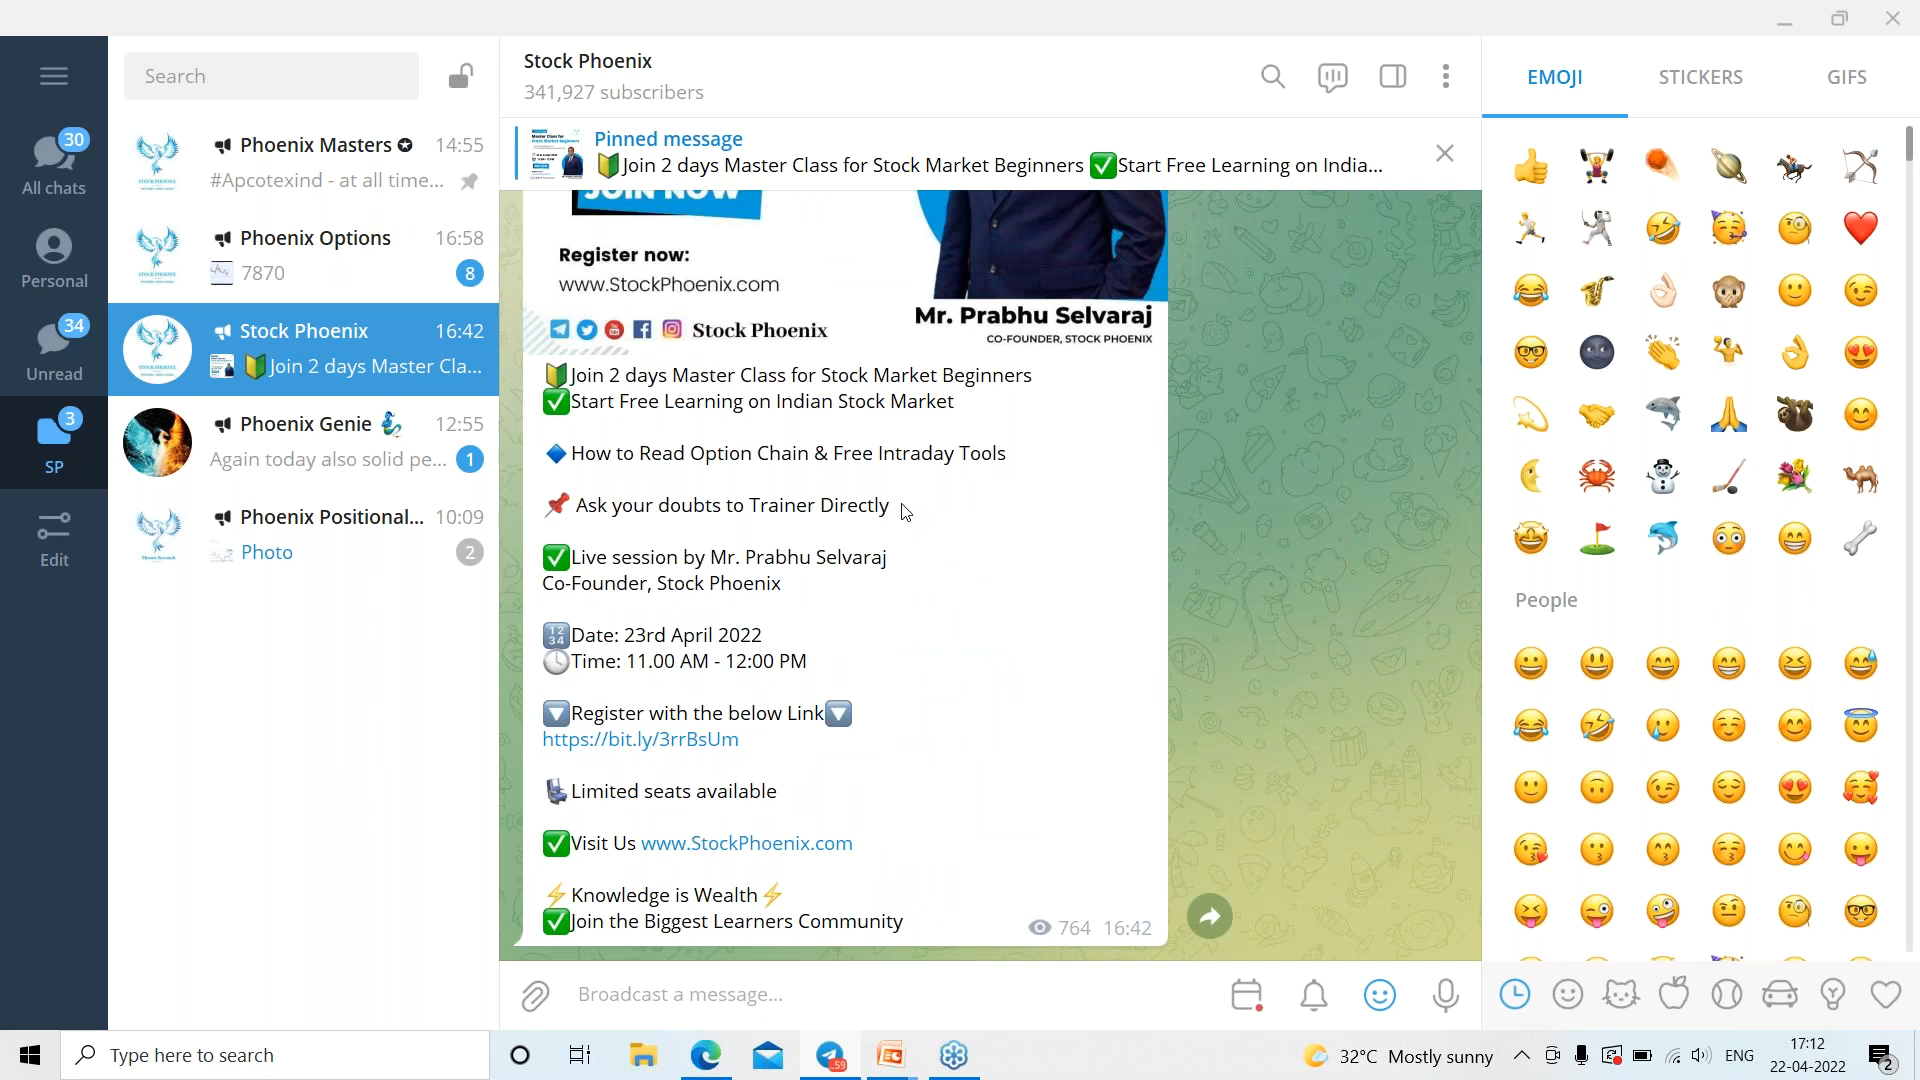 Search
30
All chats
Personal
34
Unread
3
SP
Edit
Phoenix Masters 14:55
#Apcotexind - at all time...
Phoenix Options 16:58
7870 8
Stock Phoenix 16:42
Join 2 days Master Cla...
Phoenix Genie 12:55
Again today also solid pe... 1
Phoenix Positional... 10:09
Photo 2
Stock Phoenix
341,927 subscribers
Pinned message
Join 2 days Master Class for Stock Market Beginners ✅Start Free Learning on India...
JOIN NOW
Register now:
www.StockPhoenix.com
Stock Phoenix
Mr. Prabhu Selvaraj
CO-FOUNDER, STOCK PHOENIX
🔰Join 2 days Master Class for Stock Market Beginners
✅Start Free Learning on Indian Stock Market
🔷 How to Read Option Chain & Free Intraday Tools
📌 Ask your doubts to Trainer Directly
✅Live session by Mr. Prabhu Selvaraj
Co-Founder, Stock Phoenix
🔢Date: 23rd April 2022
🕓Time: 11.00 AM - 12:00 PM
🔽Register with the below Link🔽
https://bit.ly/3rrBsUm
💺Limited seats available
✅Visit Us www.StockPhoenix.com
⚡Knowledge is Wealth⚡
✅Join the Biggest Learners Community
764 16:42
Broadcast a message...
EMOJI STICKERS GIFS
People
Type here to search
..59
32°C Mostly sunny
ENG
17:12
22-04-2022
2